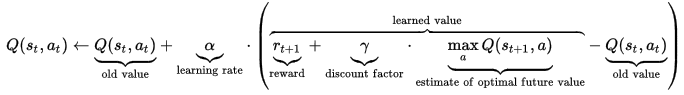 learned value
Q(s_t, a_t) ← Q(s_t, a_t) + α · ( r_{t+1} + γ · max_a Q(s_{t+1}, a) − Q(s_t, a_t) )
old value learning rate reward discount factor estimate of optimal future value old value